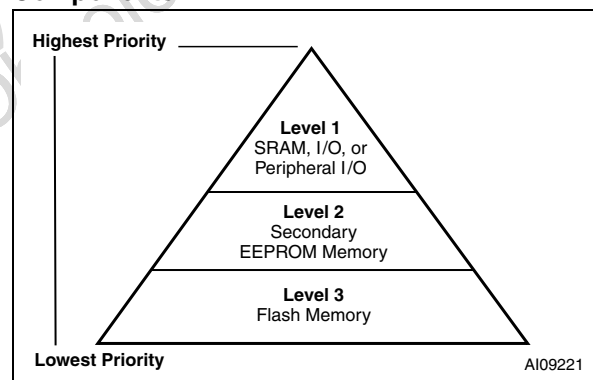 Highest Priority
Level 1
SRAM, I/O, or
Peripheral I/O
Level 2
Secondary
EEPROM Memory
Level 3
Flash Memory
Lowest Priority
AI09221